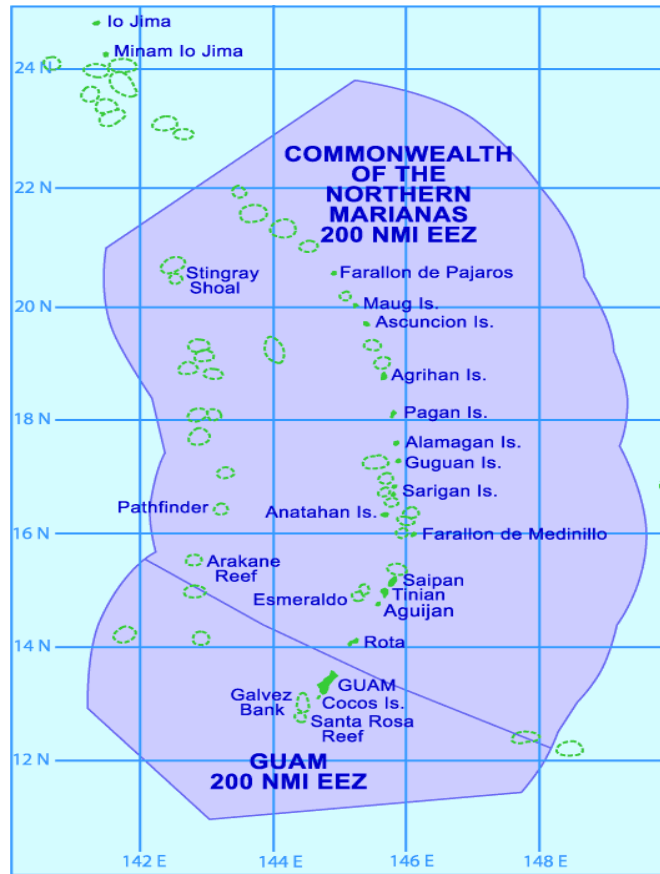 Io Jima
Minam Io Jima
24 N
COMMONWEALTH
OF THE
NORTHERN
MARIANAS
200 NMI EEZ
22 N
Stingray
Shoal
Farallon de Pajaros
20 N
Maug Is.
Ascuncion Is.
Agrihan Is.
18 N
Pagan Is.
Alamagan Is.
Guguan Is.
Sarigan Is.
Pathfinder
Anatahan Is.
16 N
Farallon de Medinillo
Arakane
Reef
Saipan
Esmeraldo
Tinian
Aguijan
14 N
Rota
GUAM
Galvez
Bank
Cocos Is.
Santa Rosa
Reef
12 N
GUAM
200 NMI EEZ
142 E
144 E
146 E
148 E